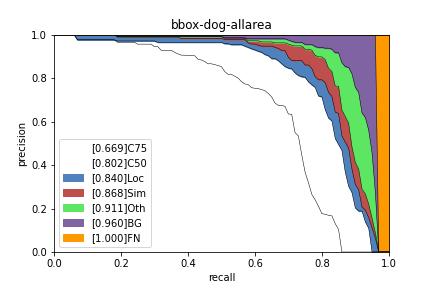 bbox-dog-allarea
precision
1.0
0.8
0.6
0.4
0.2
0.0
[0.669]C75
[0.802]C50
[0.840]Loc
[0.868]Sim
[0.911]Oth
[0.960]BG
[1.000]FN
0.0 0.2 0.4 0.6 0.8 1.0
recall